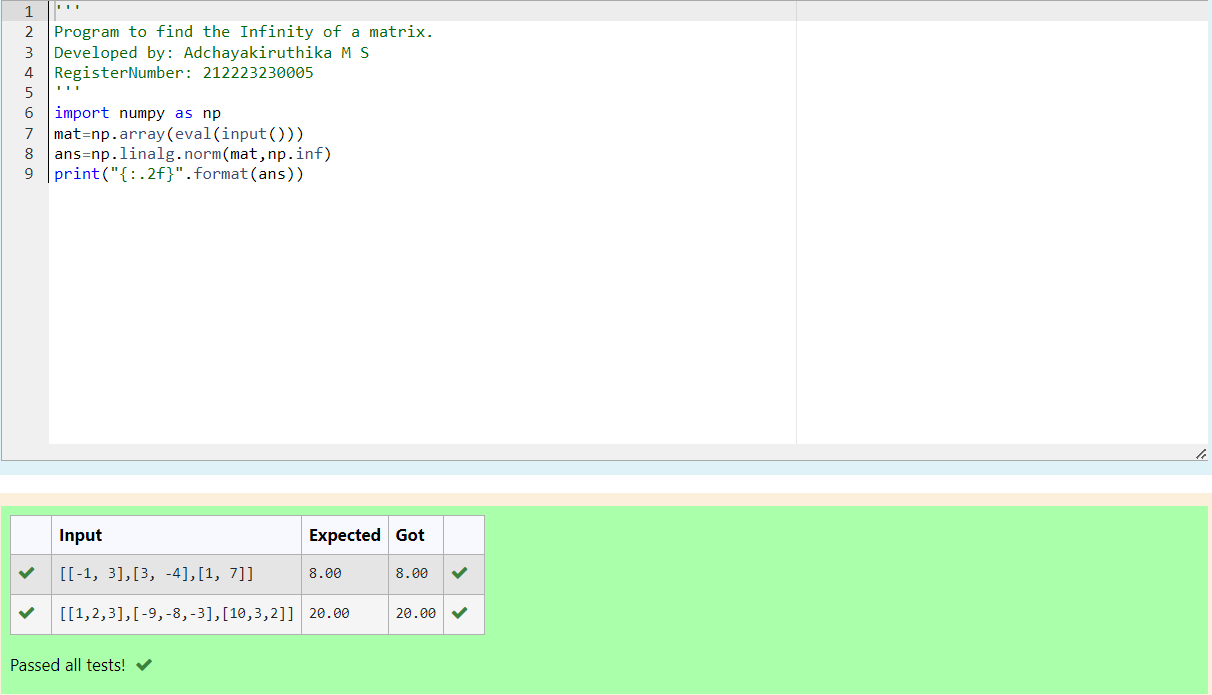 1 '''
2 Program to find the Infinity of a matrix.
3 Developed by: Adchayakiruthika M S
4 RegisterNumber: 212223230005
5 '''
6 import numpy as np
7 mat=np.array(eval(input()))
8 ans=np.linalg.norm(mat,np.inf)
9 print("{:.2f}".format(ans))
Input Expected Got
[[-1, 3],[3, -4],[1, 7]] 8.00 8.00
[[1,2,3],[-9,-8,-3],[10,3,2]] 20.00 20.00
Passed all tests!